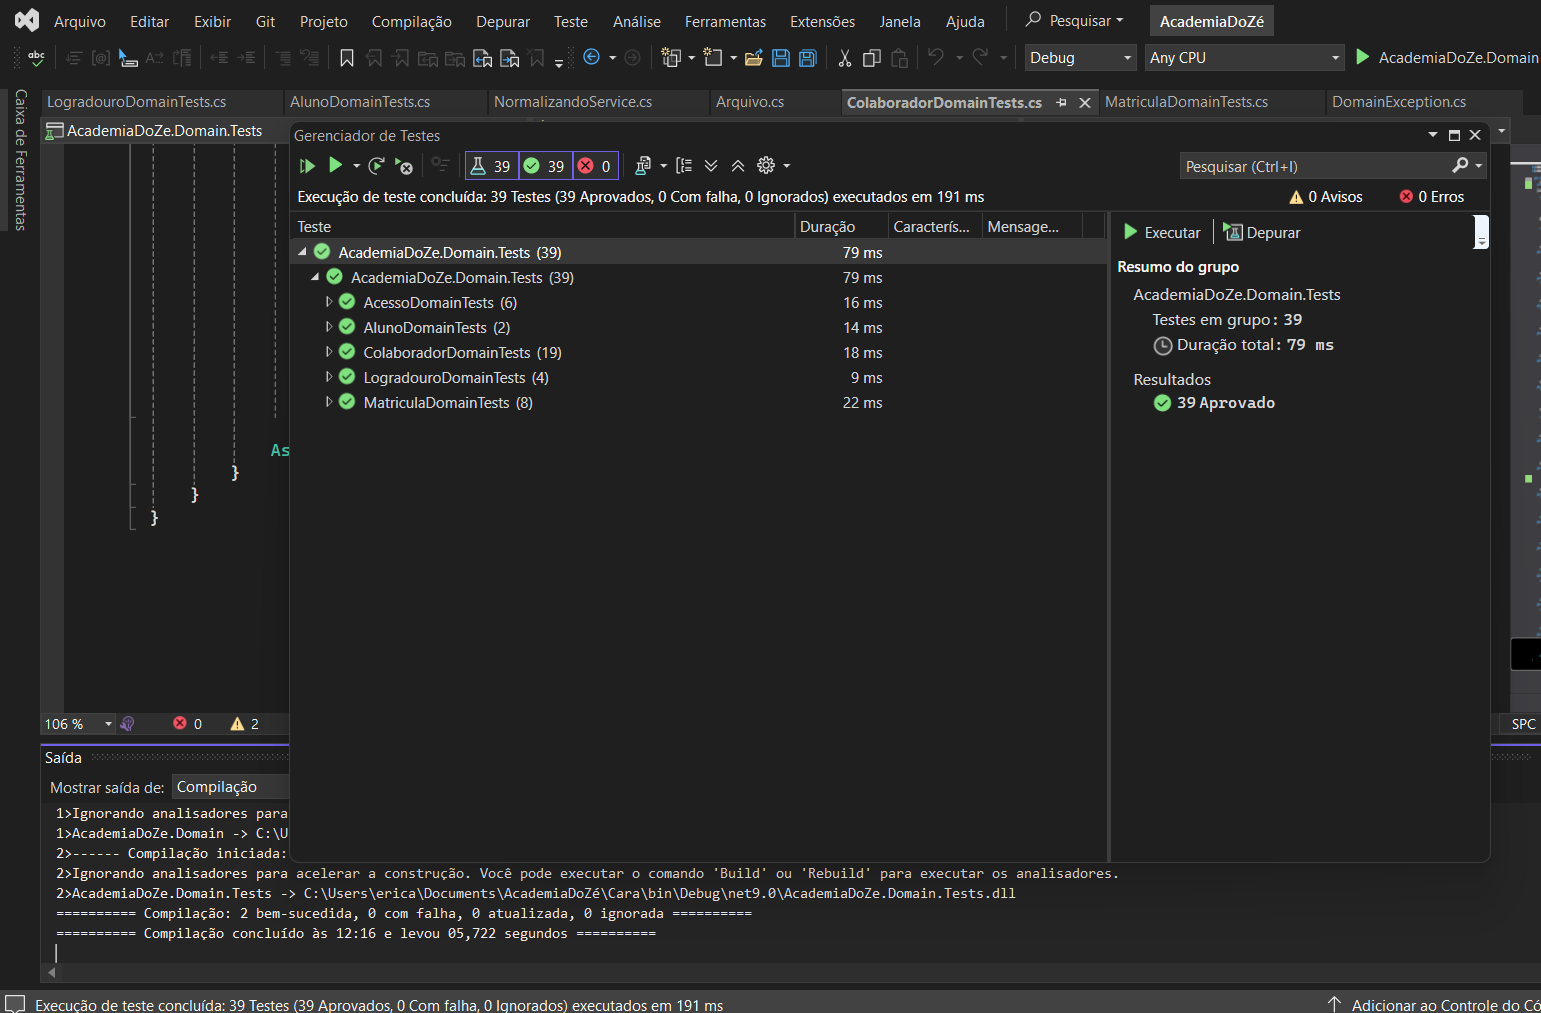 Arquivo Editar Exibir Git Projeto Compilação Depurar Teste Análise Ferramentas Extensões Janela Ajuda Pesquisar AcademiaDoZé
abc Debug Any CPU AcademiaDoZe.Domain
Caixa de Ferramentas
LogradouroDomainTests.cs AlunoDomainTests.cs NormalizandoService.cs Arquivo.cs ColaboradorDomainTests.cs MatriculaDomainTests.cs DomainException.cs
AcademiaDoZe.Domain.Tests
Gerenciador de Testes
39 39 0
Pesquisar (Ctrl+I)
Execução de teste concluída: 39 Testes (39 Aprovados, 0 Com falha, 0 Ignorados) executados em 191 ms
0 Avisos 0 Erros
Teste Duração Caracterís... Message...
AcademiaDoZe.Domain.Tests (39) 79 ms
AcademiaDoZe.Domain.Tests (39) 79 ms
AcessoDomainTests (6) 16 ms
AlunoDomainTests (2) 14 ms
ColaboradorDomainTests (19) 18 ms
LogradouroDomainTests (4) 9 ms
MatriculaDomainTests (8) 22 ms
Executar Depurar
Resumo do grupo
AcademiaDoZe.Domain.Tests
Testes em grupo: 39
Duração total: 79 ms
Resultados
39 Aprovado
As
}
}
}
106 % 0 2
SPC
Saída
Mostrar saída de: Compilação
1>Ignorando analisadores para
1>AcademiaDoZe.Domain -> C:\U
2>------ Compilação iniciada:
2>Ignorando analisadores para acelerar a construção. Você pode executar o comando 'Build' ou 'Rebuild' para executar os analisadores.
2>AcademiaDoZe.Domain.Tests -> C:\Users\erica\Documents\AcademiaDoZé\Cara\bin\Debug\net9.0\AcademiaDoZe.Domain.Tests.dll
========== Compilação: 2 bem-sucedida, 0 com falha, 0 atualizada, 0 ignorada ==========
========== Compilação concluído às 12:16 e levou 05,722 segundos ==========
Execução de teste concluída: 39 Testes (39 Aprovados, 0 Com falha, 0 Ignorados) executados em 191 ms
Adicionar ao Controle do Có